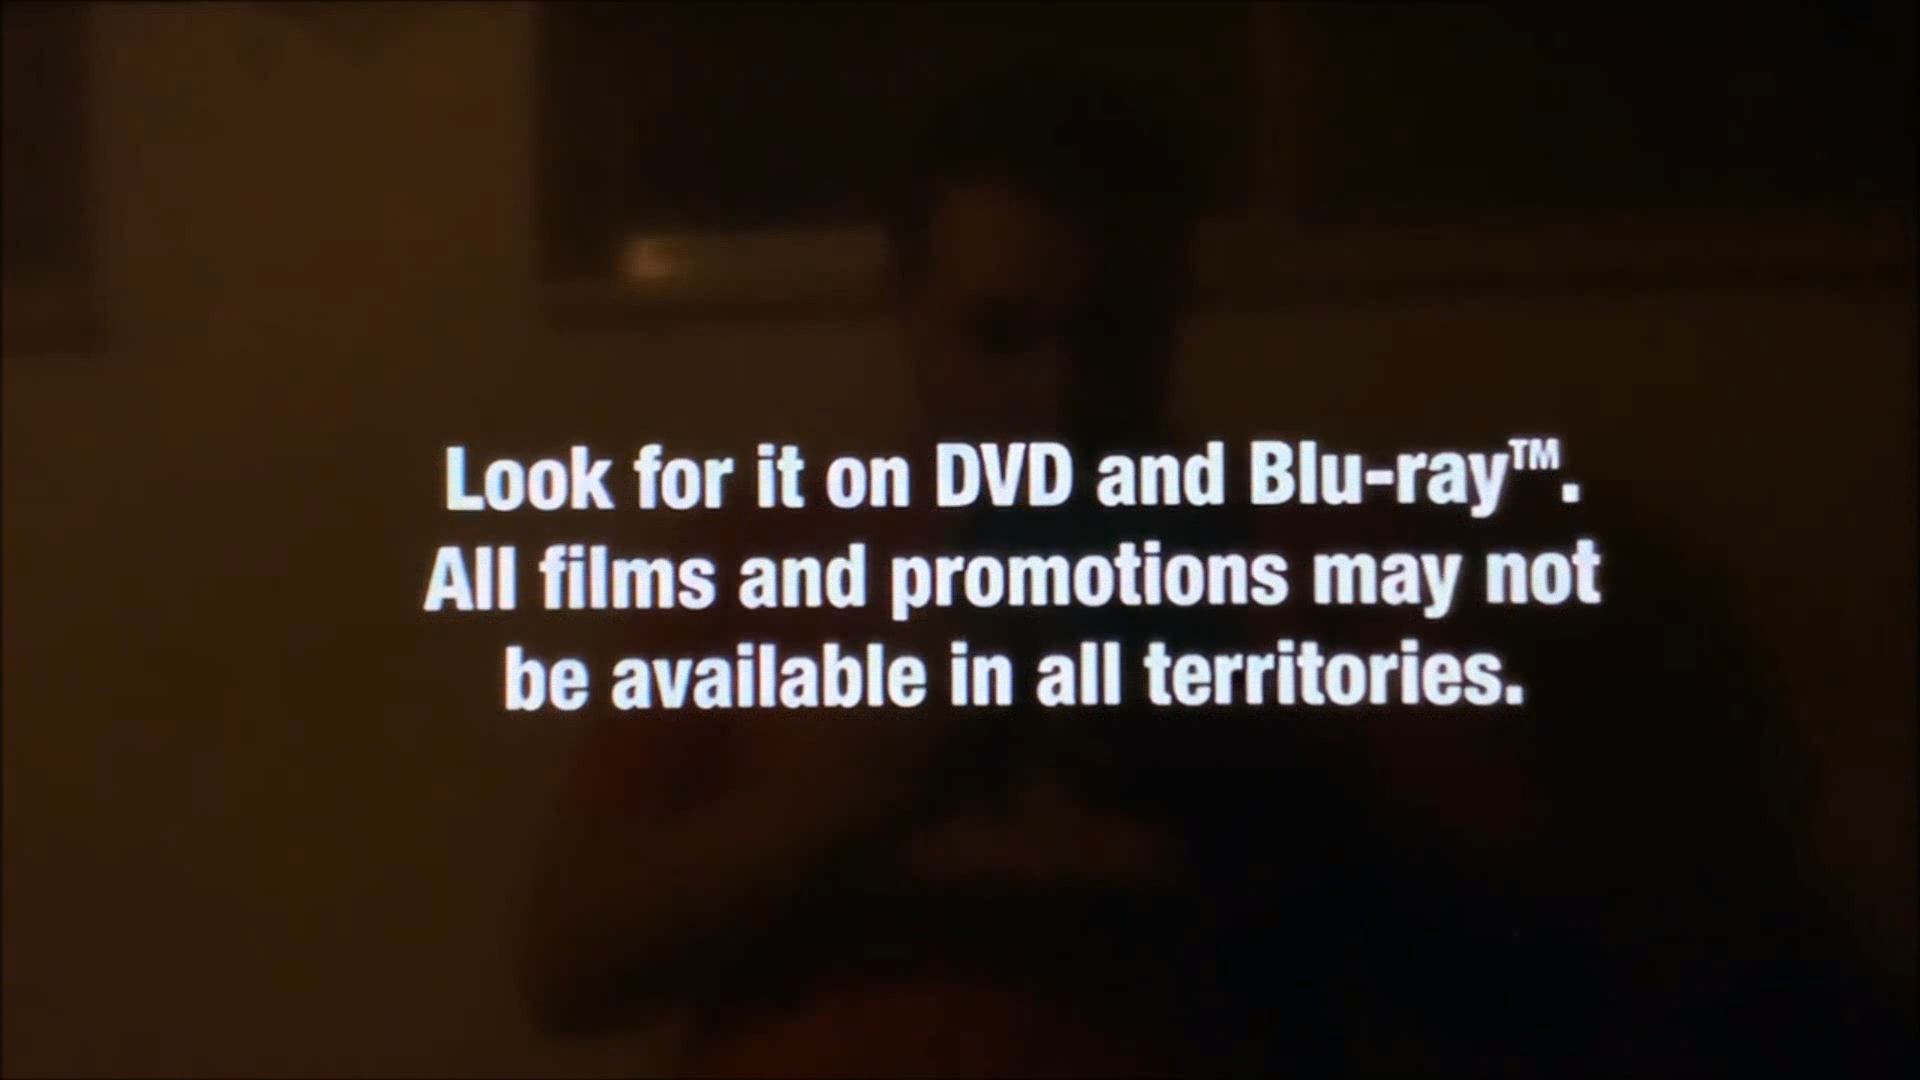 Look for it on DVD and Blu-ray™.
All films and promotions may not
be available in all territories.